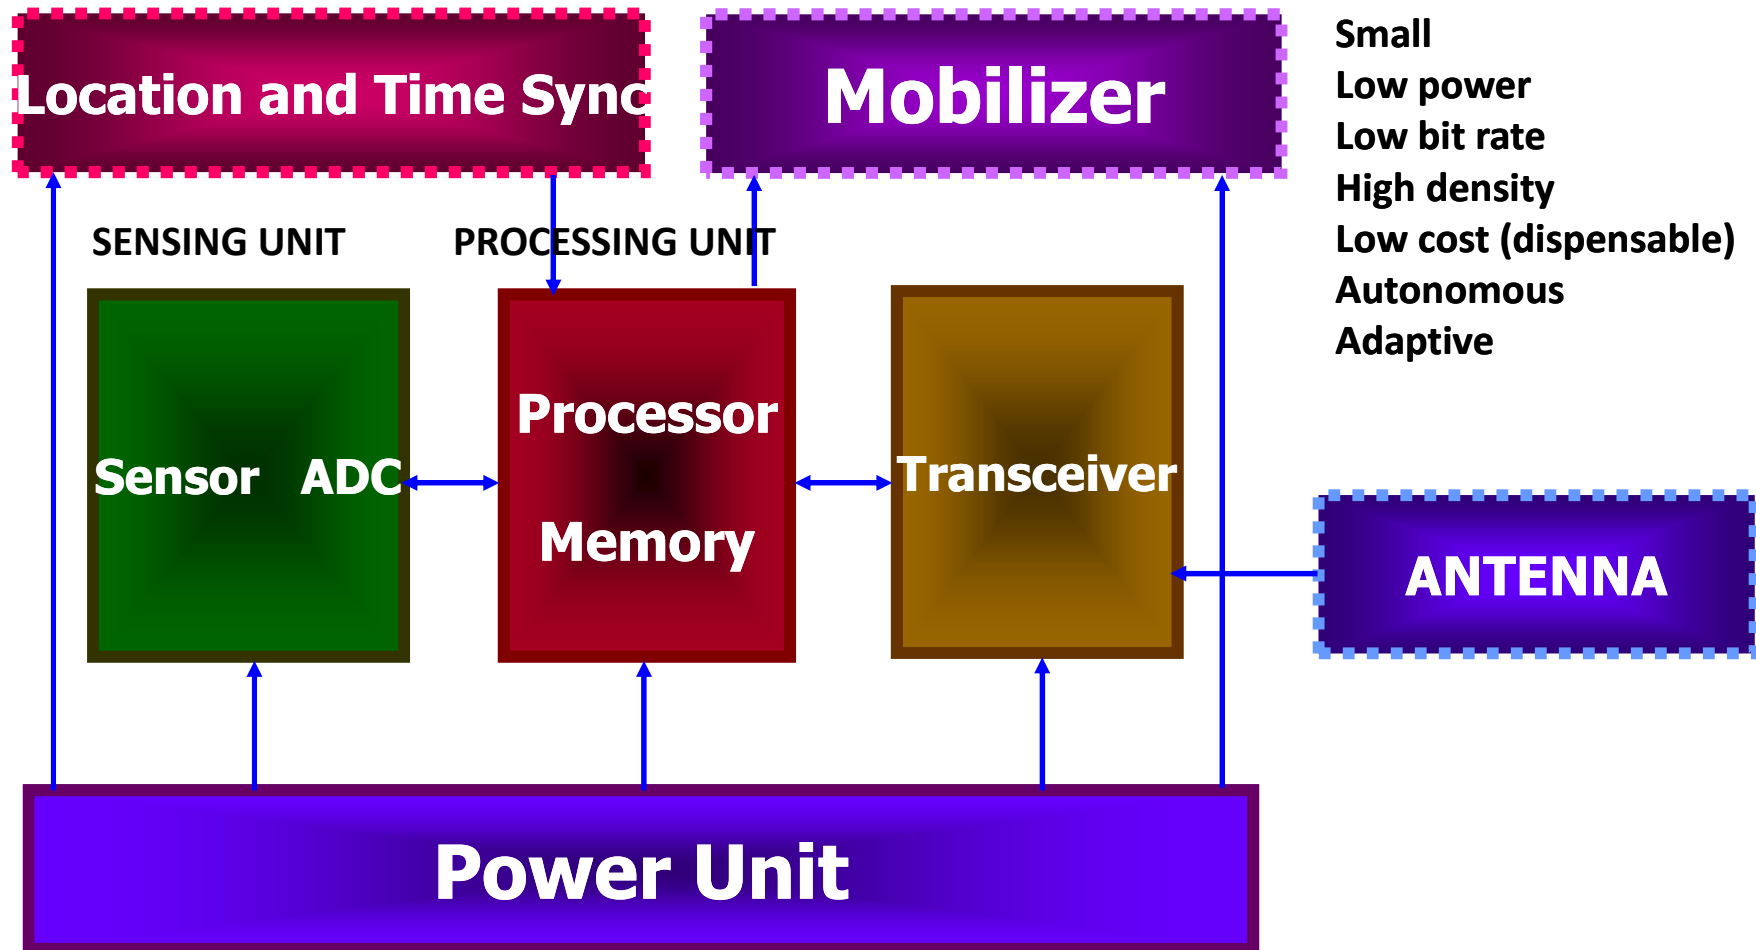 Location and Time Sync
Mobilizer
Small
Low power
Low bit rate
High density
Low cost (dispensable)
Autonomous
Adaptive
SENSING UNIT
PROCESSING UNIT
Sensor ADC
Processor
Memory
Transceiver
ANTENNA
Power Unit